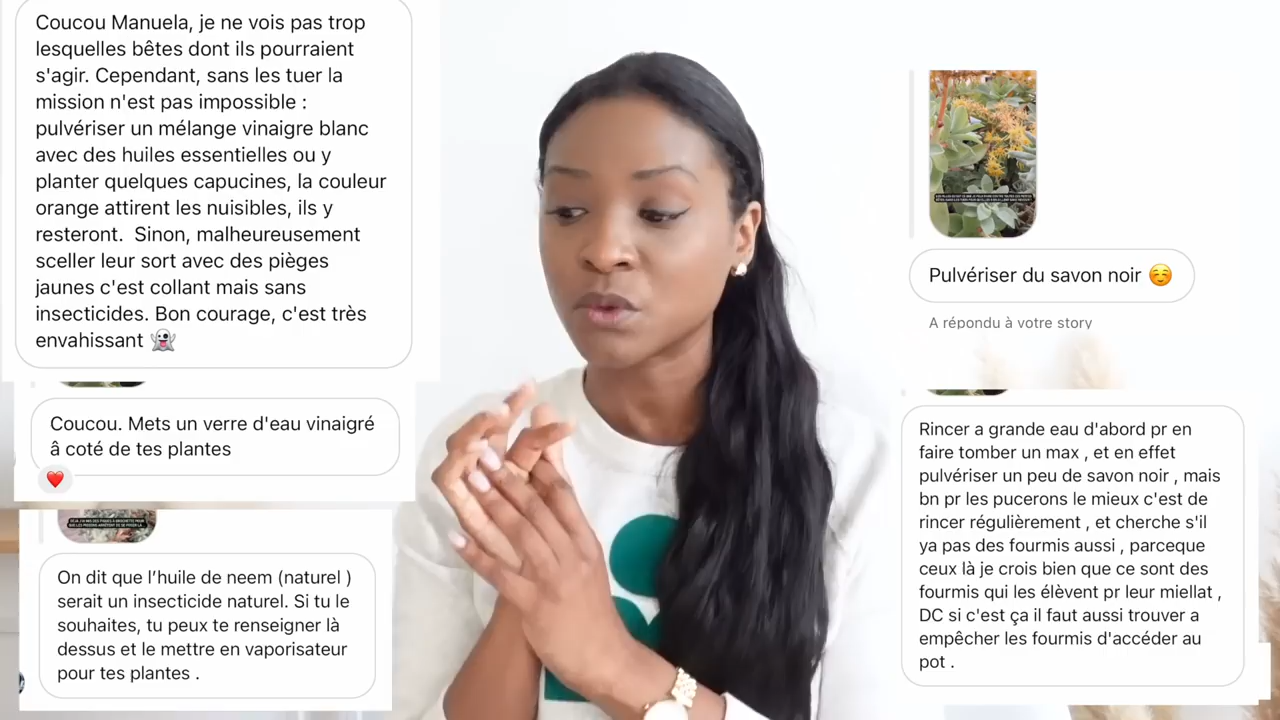 Coucou Manuela, je ne vois pas trop
lesquelles bêtes dont ils pourraient
s'agir. Cependant, sans les tuer la
mission n'est pas impossible :
pulvériser un mélange vinaigre blanc
avec des huiles essentielles ou y
planter quelques capucines, la couleur
orange attirent les nuisibles, ils y
resteront. Sinon, malheureusement
sceller leur sort avec des pièges
jaunes c'est collant mais sans
insecticides. Bon courage, c'est très
envahissant 👻
Coucou. Mets un verre d'eau vinaigré
â coté de tes plantes
On dit que l'huile de neem (naturel )
serait un insecticide naturel. Si tu le
souhaites, tu peux te renseigner là
dessus et le mettre en vaporisateur
pour tes plantes .
Pulvériser du savon noir ☺️
A répondu à votre story
Rincer a grande eau d'abord pr en
faire tomber un max , et en effet
pulvériser un peu de savon noir , mais
bn pr les pucerons le mieux c'est de
rincer régulièrement , et cherche s'il
ya pas des fourmis aussi , parceque
ceux là je crois bien que ce sont des
fourmis qui les élèvent pr leur miellat ,
DC si c'est ça il faut aussi trouver a
empêcher les fourmis d'accéder au
pot .